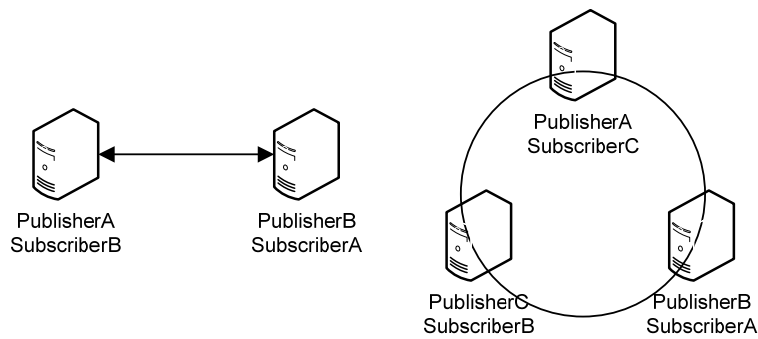 PublisherA
SubscriberB
PublisherB
SubscriberA
PublisherA
SubscriberC
PublisherC
SubscriberB
PublisherB
SubscriberA